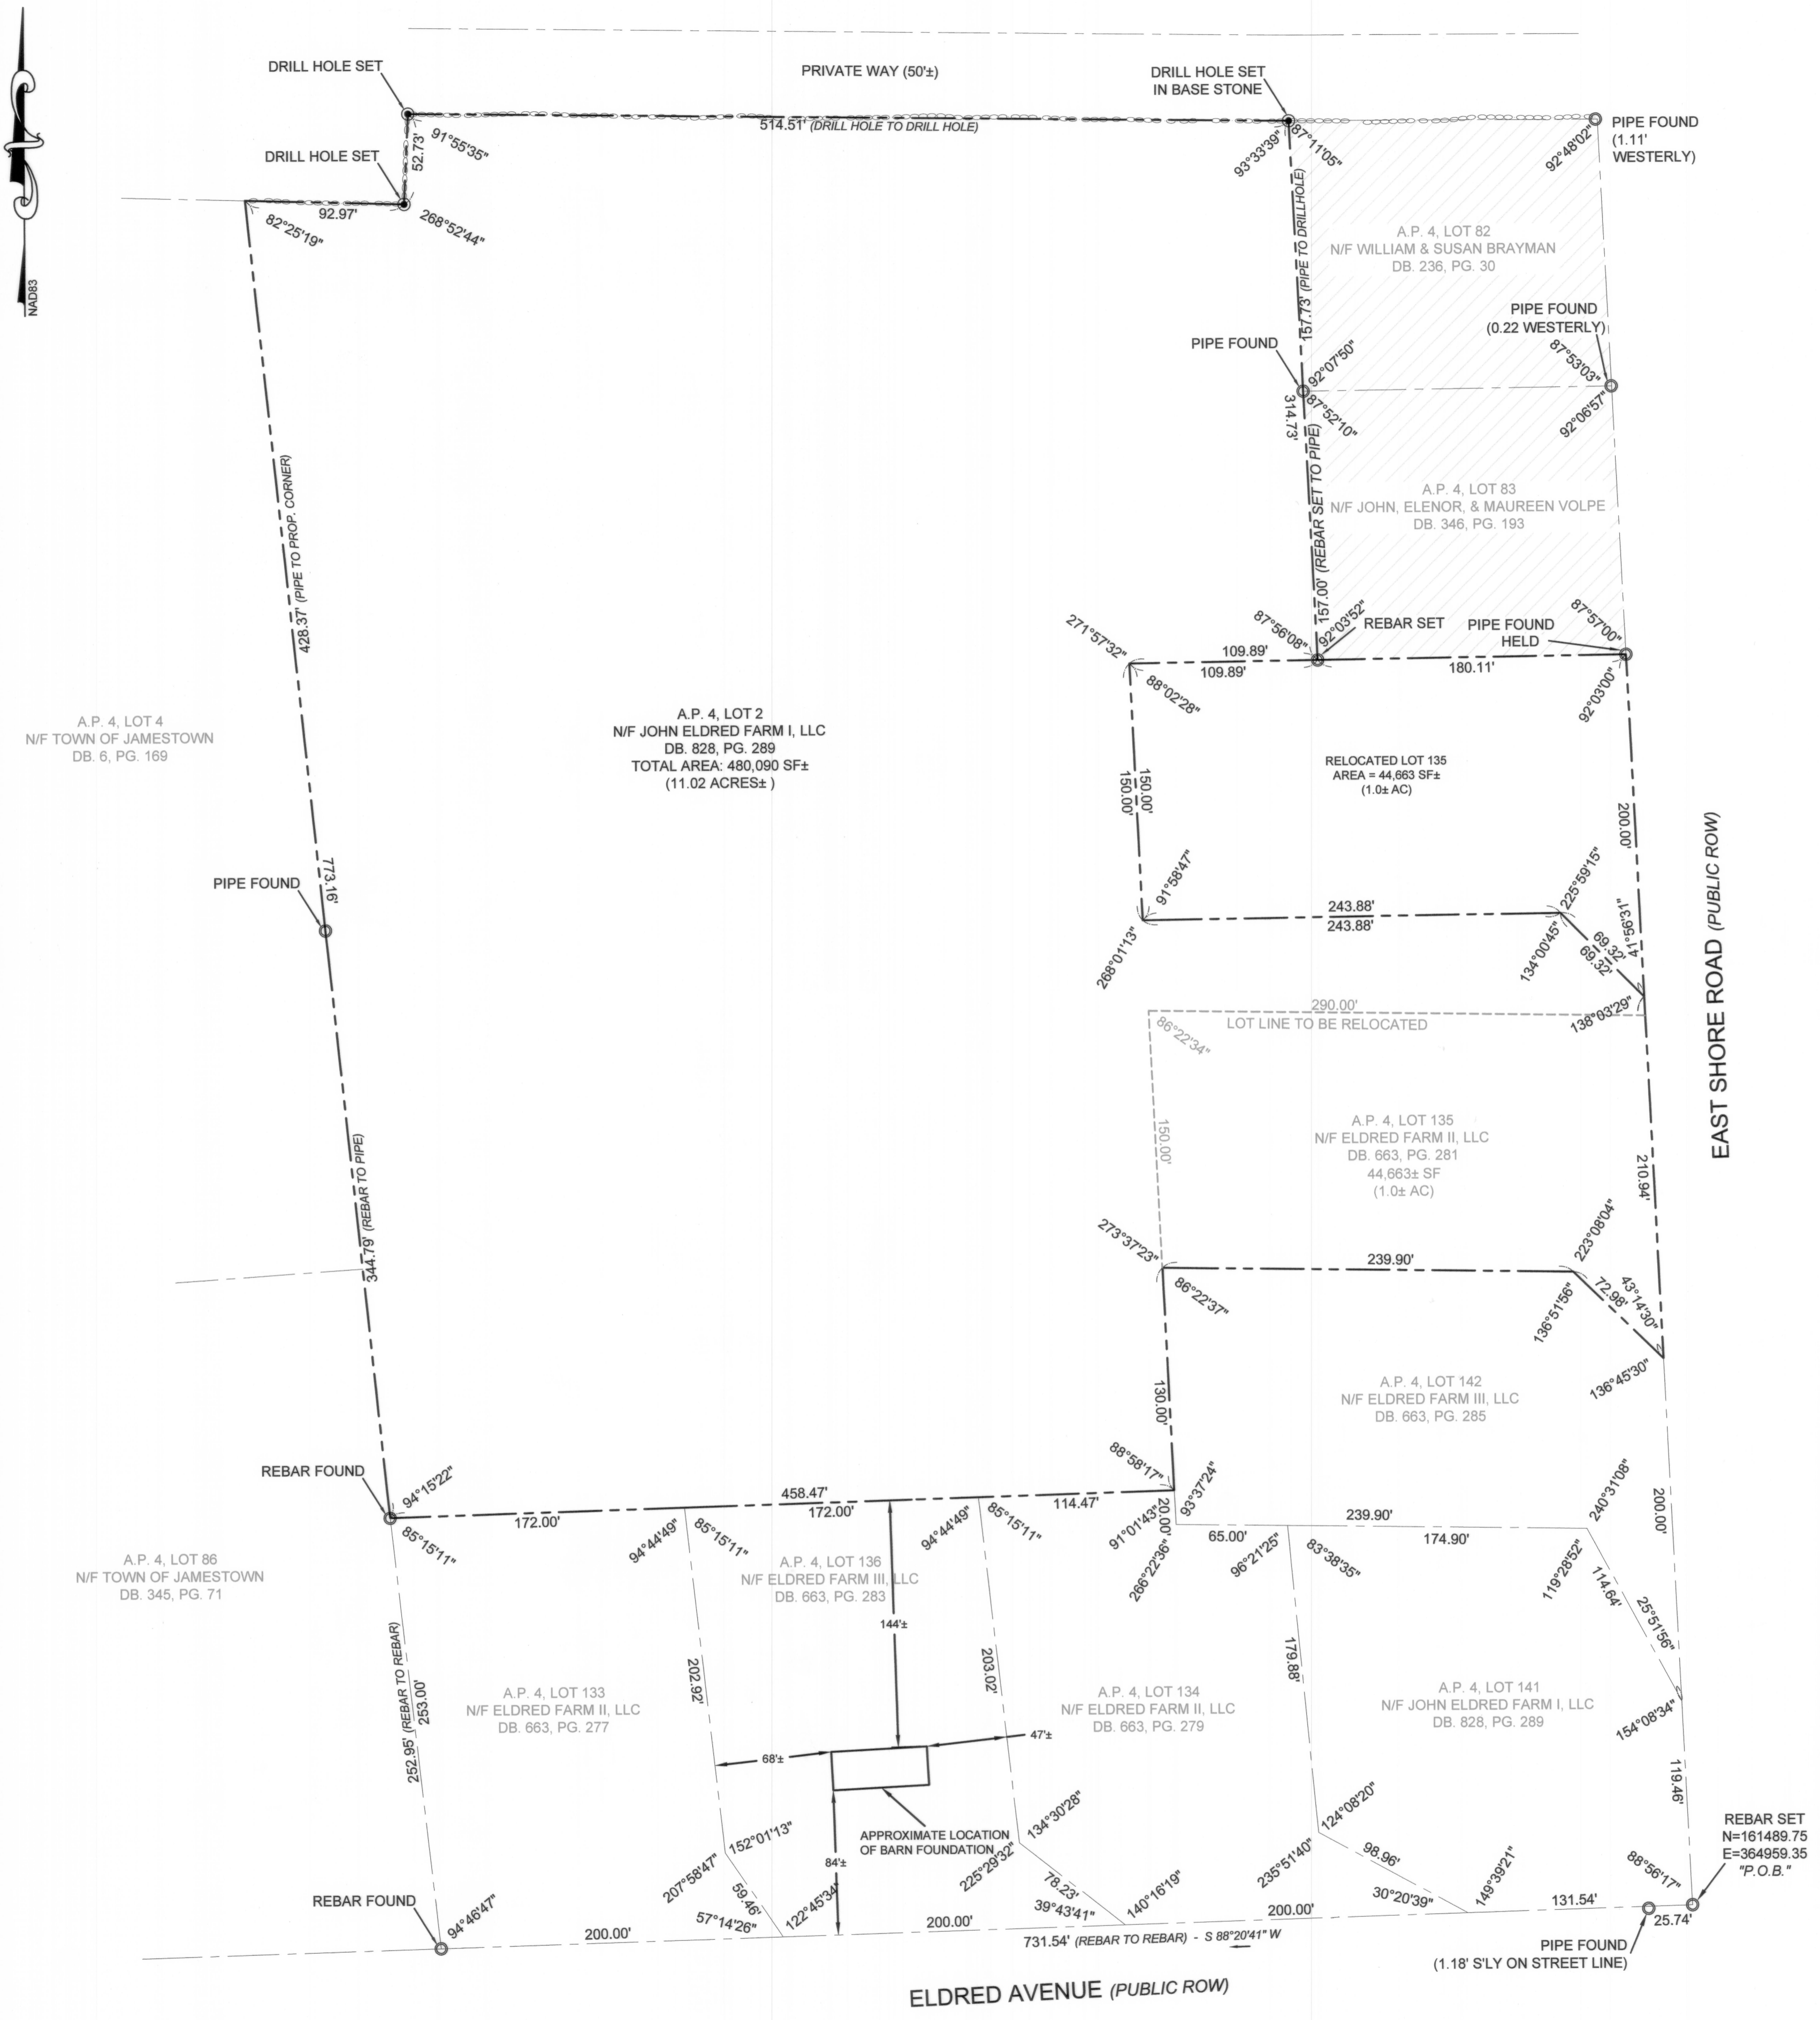 PRIVATE WAY (50'±)
DRILL HOLE SET
DRILL HOLE SET
IN BASE STONE
PIPE FOUND
(1.11'
WESTERLY)
514.51' (DRILL HOLE TO DRILL HOLE)
91°55'35"
52.73'
DRILL HOLE SET
92.97'
82°25'19"
268°52'44"
NAD83
93°33'39"
87°11'05"
92°48'02"
157.73' (PIPE TO DRILLHOLE)
A.P. 4, LOT 82
N/F WILLIAM & SUSAN BRAYMAN
DB. 236, PG. 30
PIPE FOUND
(0.22 WESTERLY)
PIPE FOUND
92°07'50"
87°53'03"
87°52'10"
92°06'57"
314.73'
157.00' (REBAR SET TO PIPE)
A.P. 4, LOT 83
N/F JOHN, ELENOR, & MAUREEN VOLPE
DB. 346, PG. 193
428.37' (PIPE TO PROP. CORNER)
271°57'32"
87°56'08"
92°03'52"
REBAR SET
PIPE FOUND
HELD
87°57'00"
109.89'
109.89'
180.11'
88°02'28"
92°03'00"
A.P. 4, LOT 4
N/F TOWN OF JAMESTOWN
DB. 6, PG. 169
A.P. 4, LOT 2
N/F JOHN ELDRED FARM I, LLC
DB. 828, PG. 289
TOTAL AREA: 480,090 SF±
(11.02 ACRES± )
RELOCATED LOT 135
AREA = 44,663 SF±
(1.0± AC)
150.00'
150.00'
200.00'
EAST SHORE ROAD (PUBLIC ROW)
773.16'
PIPE FOUND
91°58'47"
225°59'15"
243.88'
243.88'
41°56'31"
268°01'13"
134°00'45"
69.32'
69.32'
290.00'
LOT LINE TO BE RELOCATED
138°03'29"
86°22'34"
150.00'
A.P. 4, LOT 135
N/F ELDRED FARM II, LLC
DB. 663, PG. 281
44,663± SF
(1.0± AC)
210.94'
344.79' (REBAR TO PIPE)
273°37'23"
223°08'04"
239.90'
86°22'37"
136°51'56"
72.98'
43°14'30"
136°45'30"
130.00'
A.P. 4, LOT 142
N/F ELDRED FARM III, LLC
DB. 663, PG. 285
REBAR FOUND
94°15'22"
88°58'17"
93°37'24"
458.47'
172.00'
172.00'
114.47'
20.00'
85°15'11"
94°44'49"
85°15'11"
94°44'49"
85°15'11"
91°01'43"
266°22'36"
239.90'
65.00'
174.90'
240°31'08"
200.00'
96°21'25"
83°38'35"
119°28'52"
114.64'
25°51'56"
A.P. 4, LOT 86
N/F TOWN OF JAMESTOWN
DB. 345, PG. 71
A.P. 4, LOT 136
N/F ELDRED FARM III, LLC
DB. 663, PG. 283
144'±
252.95' (REBAR TO REBAR)
253.00'
202.92'
203.02'
179.88'
A.P. 4, LOT 133
N/F ELDRED FARM II, LLC
DB. 663, PG. 277
A.P. 4, LOT 134
N/F ELDRED FARM II, LLC
DB. 663, PG. 279
A.P. 4, LOT 141
N/F JOHN ELDRED FARM I, LLC
DB. 828, PG. 289
154°08'34"
119.46'
68'±
47'±
APPROXIMATE LOCATION
OF BARN FOUNDATION
84'±
152°01'13"
207°58'47"
59.46'
57°14'26"
122°45'34"
134°30'28"
225°29'32"
78.23'
39°43'41"
140°16'19"
124°08'20"
235°51'40"
98.96'
30°20'39"
149°39'21"
88°56'17"
REBAR SET
N=161489.75
E=364959.35
"P.O.B."
REBAR FOUND
94°46'47"
200.00'
200.00'
200.00'
131.54'
25.74'
731.54' (REBAR TO REBAR) - S 88°20'41" W
PIPE FOUND
(1.18' S'LY ON STREET LINE)
ELDRED AVENUE (PUBLIC ROW)